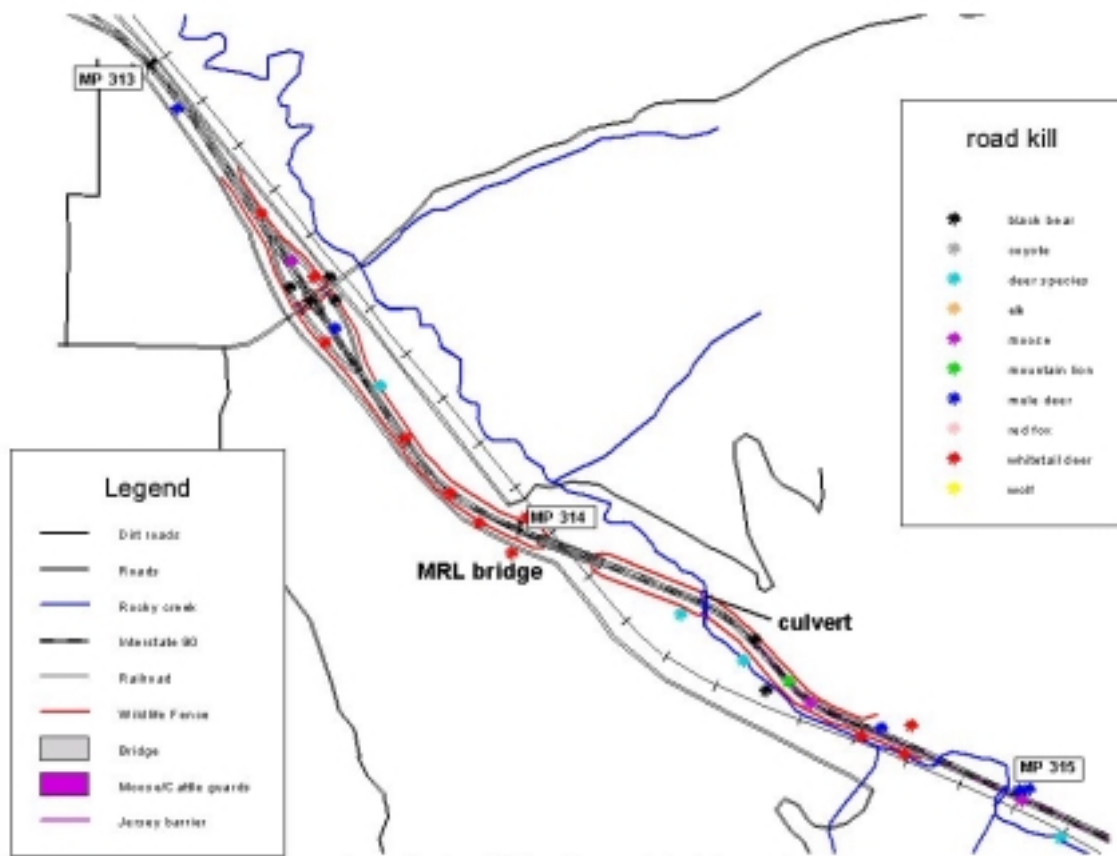 MP 313
road kill
black bear
coyote
deer species
elk
moose
mountain lion
mule deer
red fox
whitetail deer
wolf
Legend
Dirt roads
Roads
Rocky creek
Interstate 90
Railroad
Wildlife Fence
Bridge
Moose/Cattle guards
Jersey barrier
MP 314
MRL bridge
culvert
MP 315